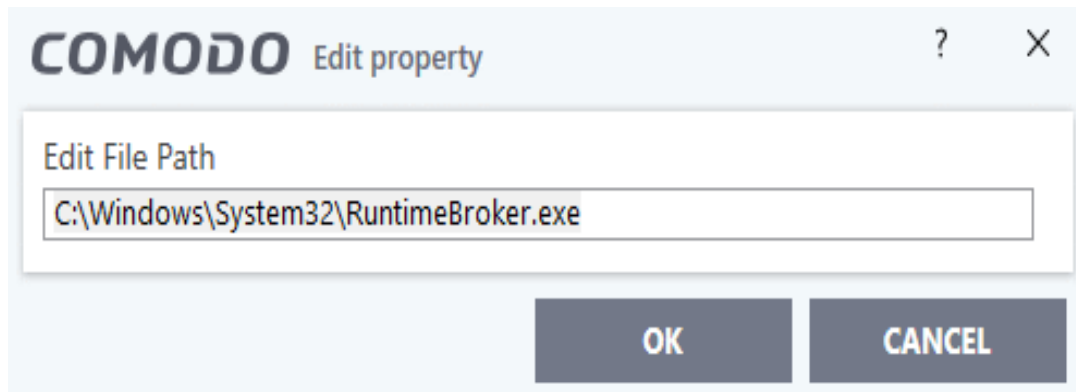 COMODO Edit property ? X
Edit File Path
C:\Windows\System32\RuntimeBroker.exe
OK CANCEL